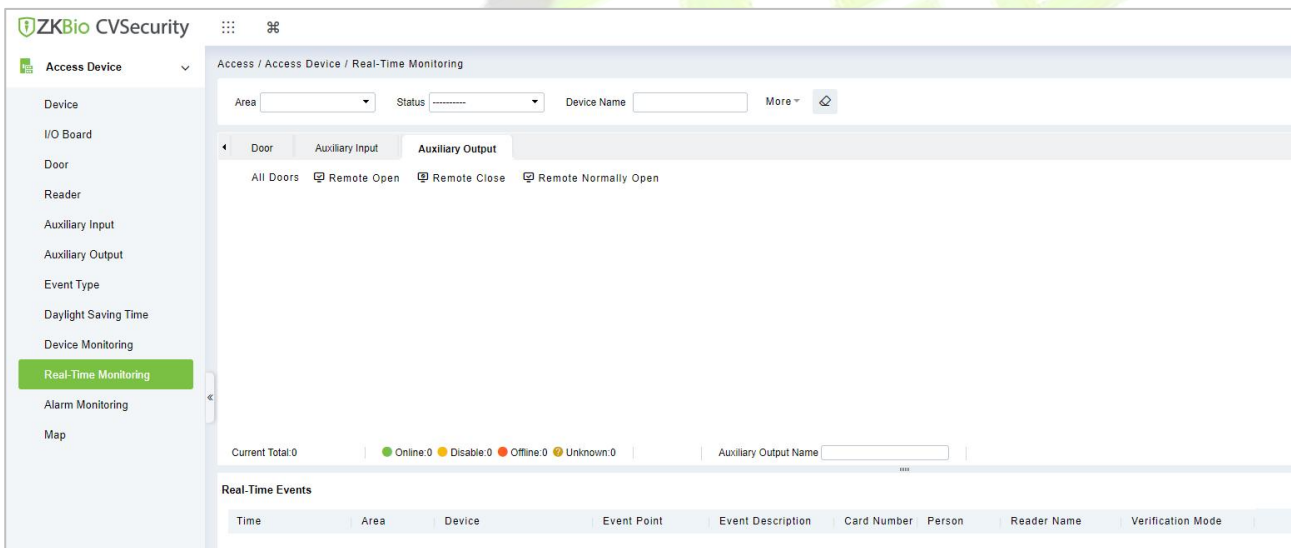 ZKBio CVSecurity
Access Device
Device
I/O Board
Door
Reader
Auxiliary Input
Auxiliary Output
Event Type
Daylight Saving Time
Device Monitoring
Real-Time Monitoring
Alarm Monitoring
Map
Access / Access Device / Real-Time Monitoring
Area Status ---------- Device Name More
Door Auxiliary Input Auxiliary Output
All Doors Remote Open Remote Close Remote Normally Open
Current Total:0 Online:0 Disable:0 Offline:0 ? Unknown:0 Auxiliary Output Name
Real-Time Events
Time Area Device Event Point Event Description Card Number Person Reader Name Verification Mode